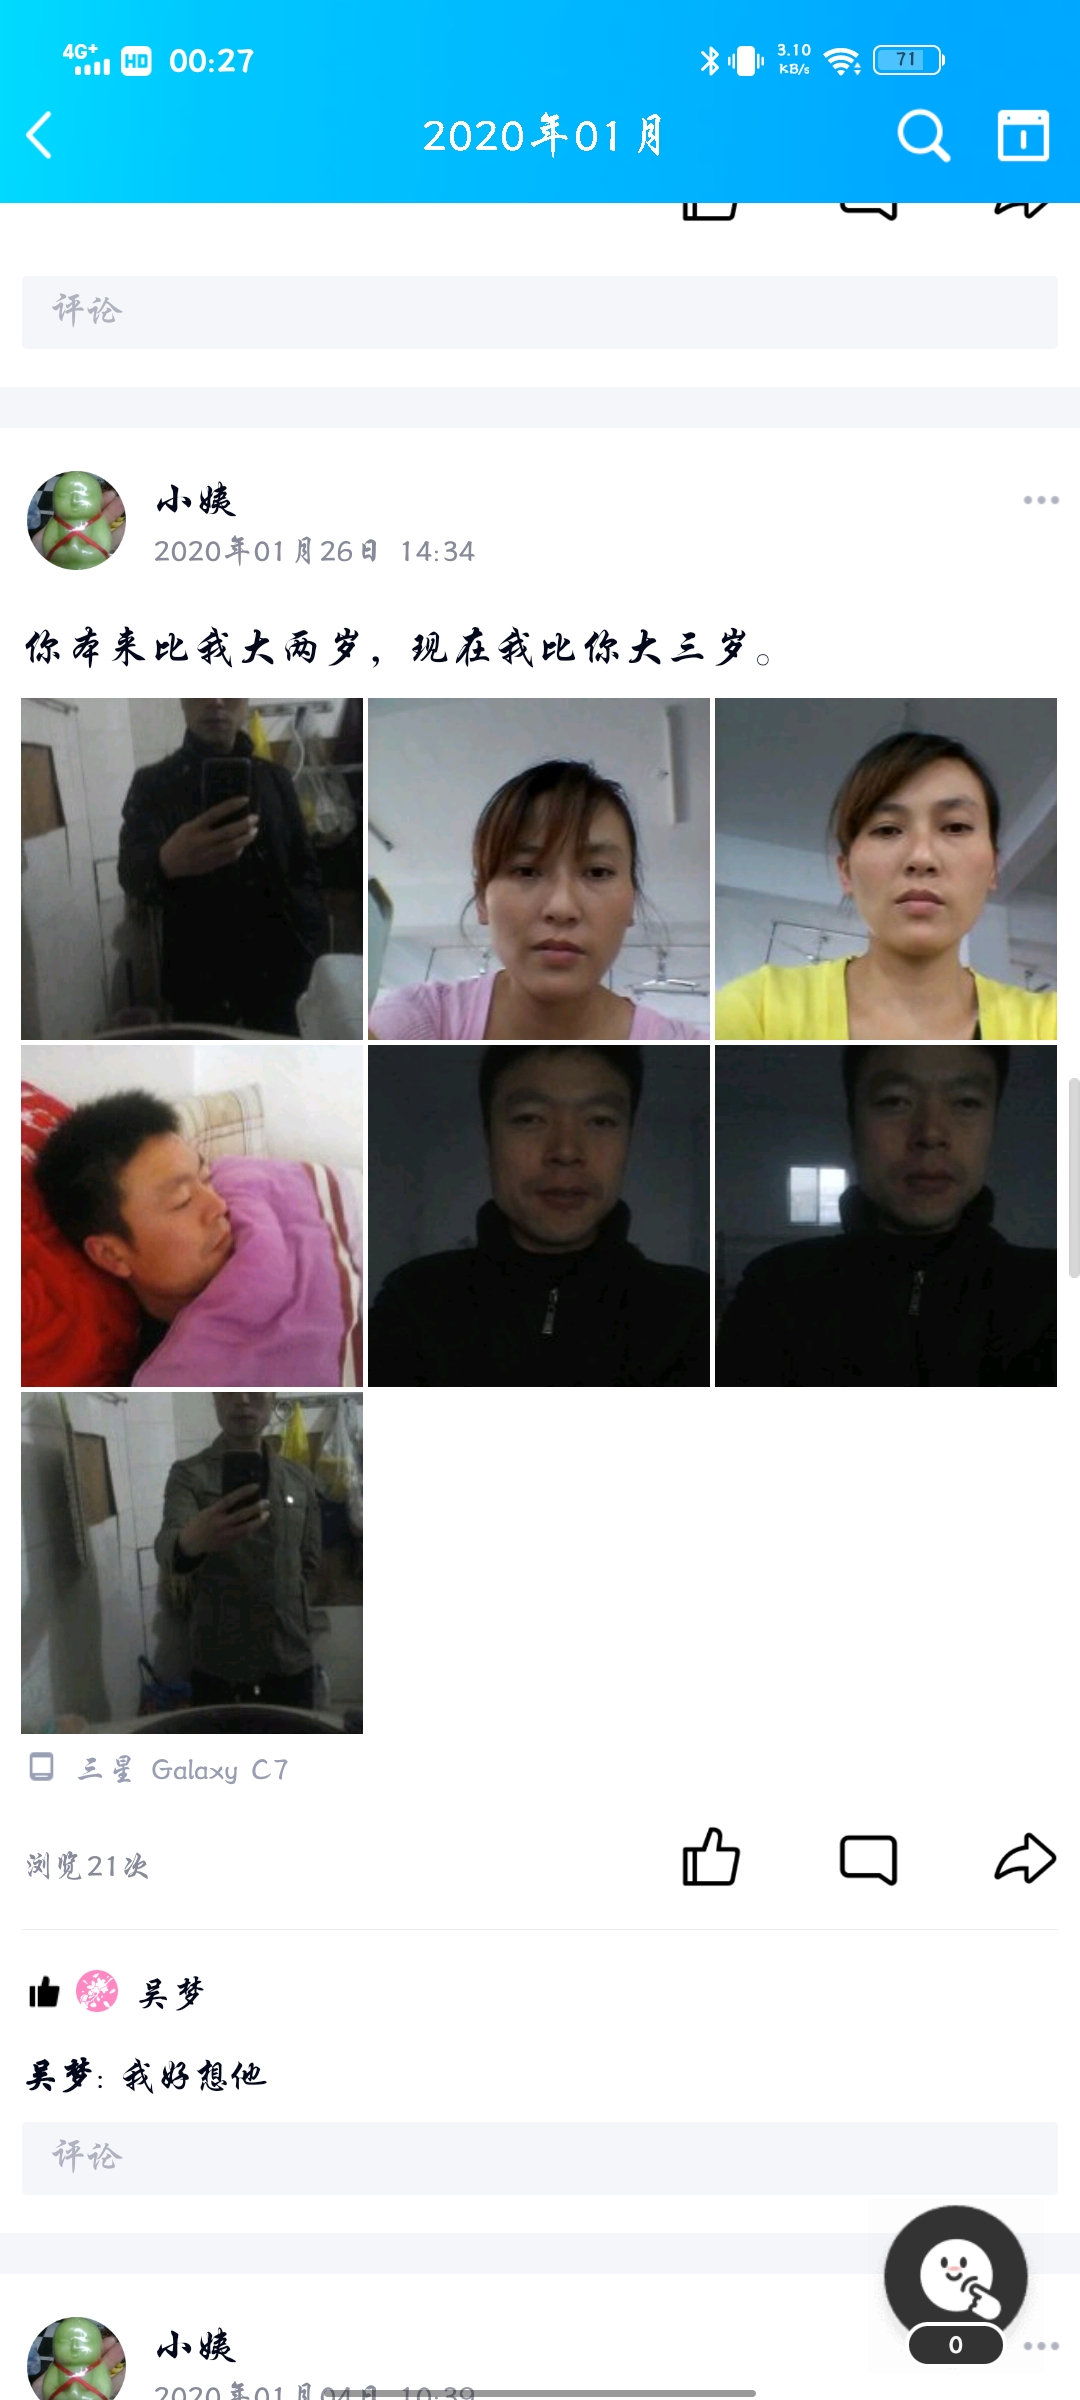 4G+ HD 00:27 3.10 KB/s 71
2020年01月
评论
小姨
2020年01月26日 14:34
你本来比我大两岁，现在我比你大三岁。
三星 Galaxy C7
浏览21次
吴梦
吴梦: 我好想他
评论
0
小姨
2020年01月04日 10:39